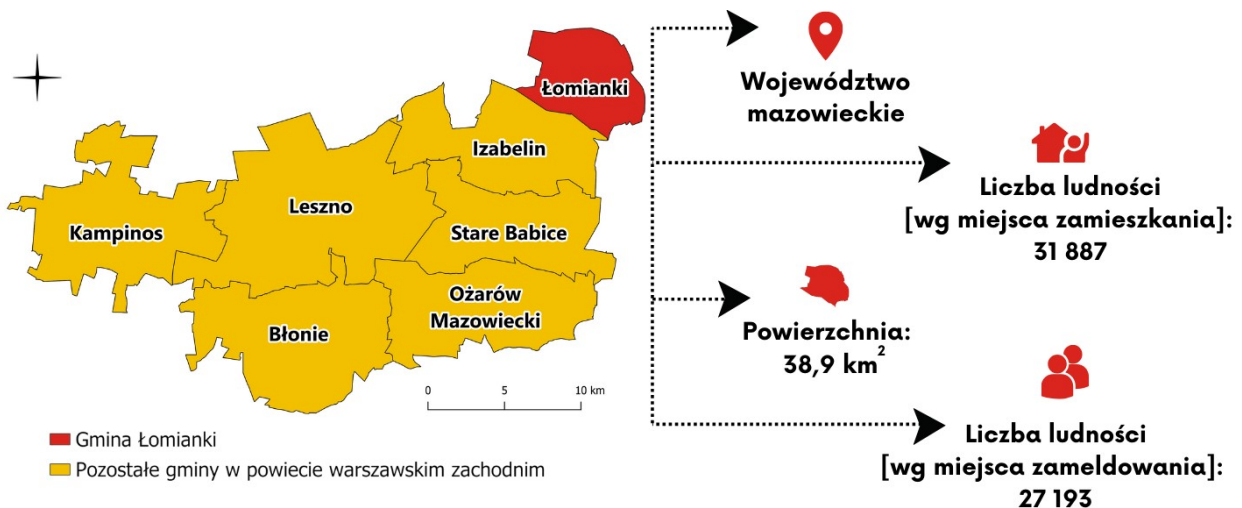 Łomianki
Izabelin
Leszno
Kampinos
Stare Babice
Ożarów
Mazowiecki
Błonie
0 5 10 km
Gmina Łomianki
Pozostałe gminy w powiecie warszawskim zachodnim
Województwo
mazowieckie
Liczba ludności
[wg miejsca zamieszkania]:
31 887
Powierzchnia:
38,9 km²
Liczba ludności
[wg miejsca zameldowania]:
27 193